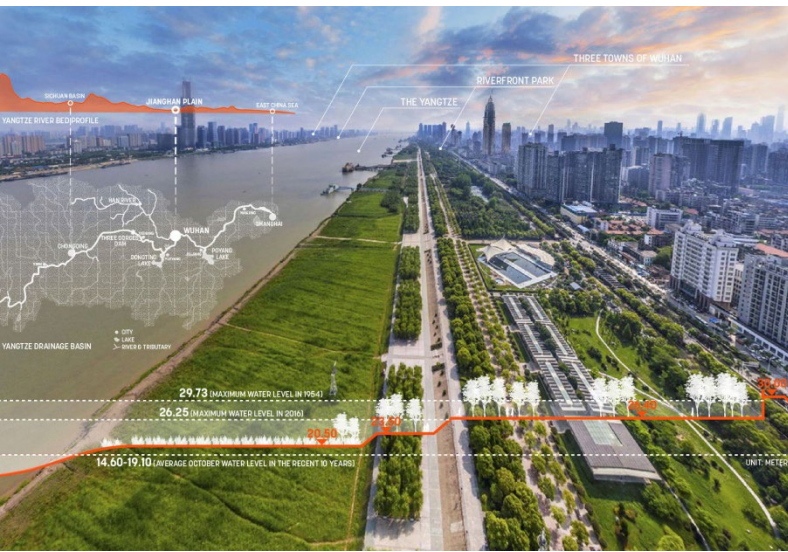 THREE TOWNS OF WUHAN
RIVERFRONT PARK
THE YANGTZE
SICHUAN BASIN
JIANGHAN PLAIN
EAST CHINA SEA
YANGTZE RIVER BED PROFILE
HAN RIVER
SHANGHAI
WUHAN
CHONGQING
THREE GORGES
DAM
DONGTING
LAKE
POYANG
LAKE
CITY
LAKE
RIVER & TRIBUTARY
YANGTZE DRAINAGE BASIN
29.73 (MAXIMUM WATER LEVEL IN 1954)
26.25 (MAXIMUM WATER LEVEL IN 2016)
20.50
14.60-19.10 (AVERAGE OCTOBER WATER LEVEL IN THE RECENT 10 YEARS)
UNIT: METER